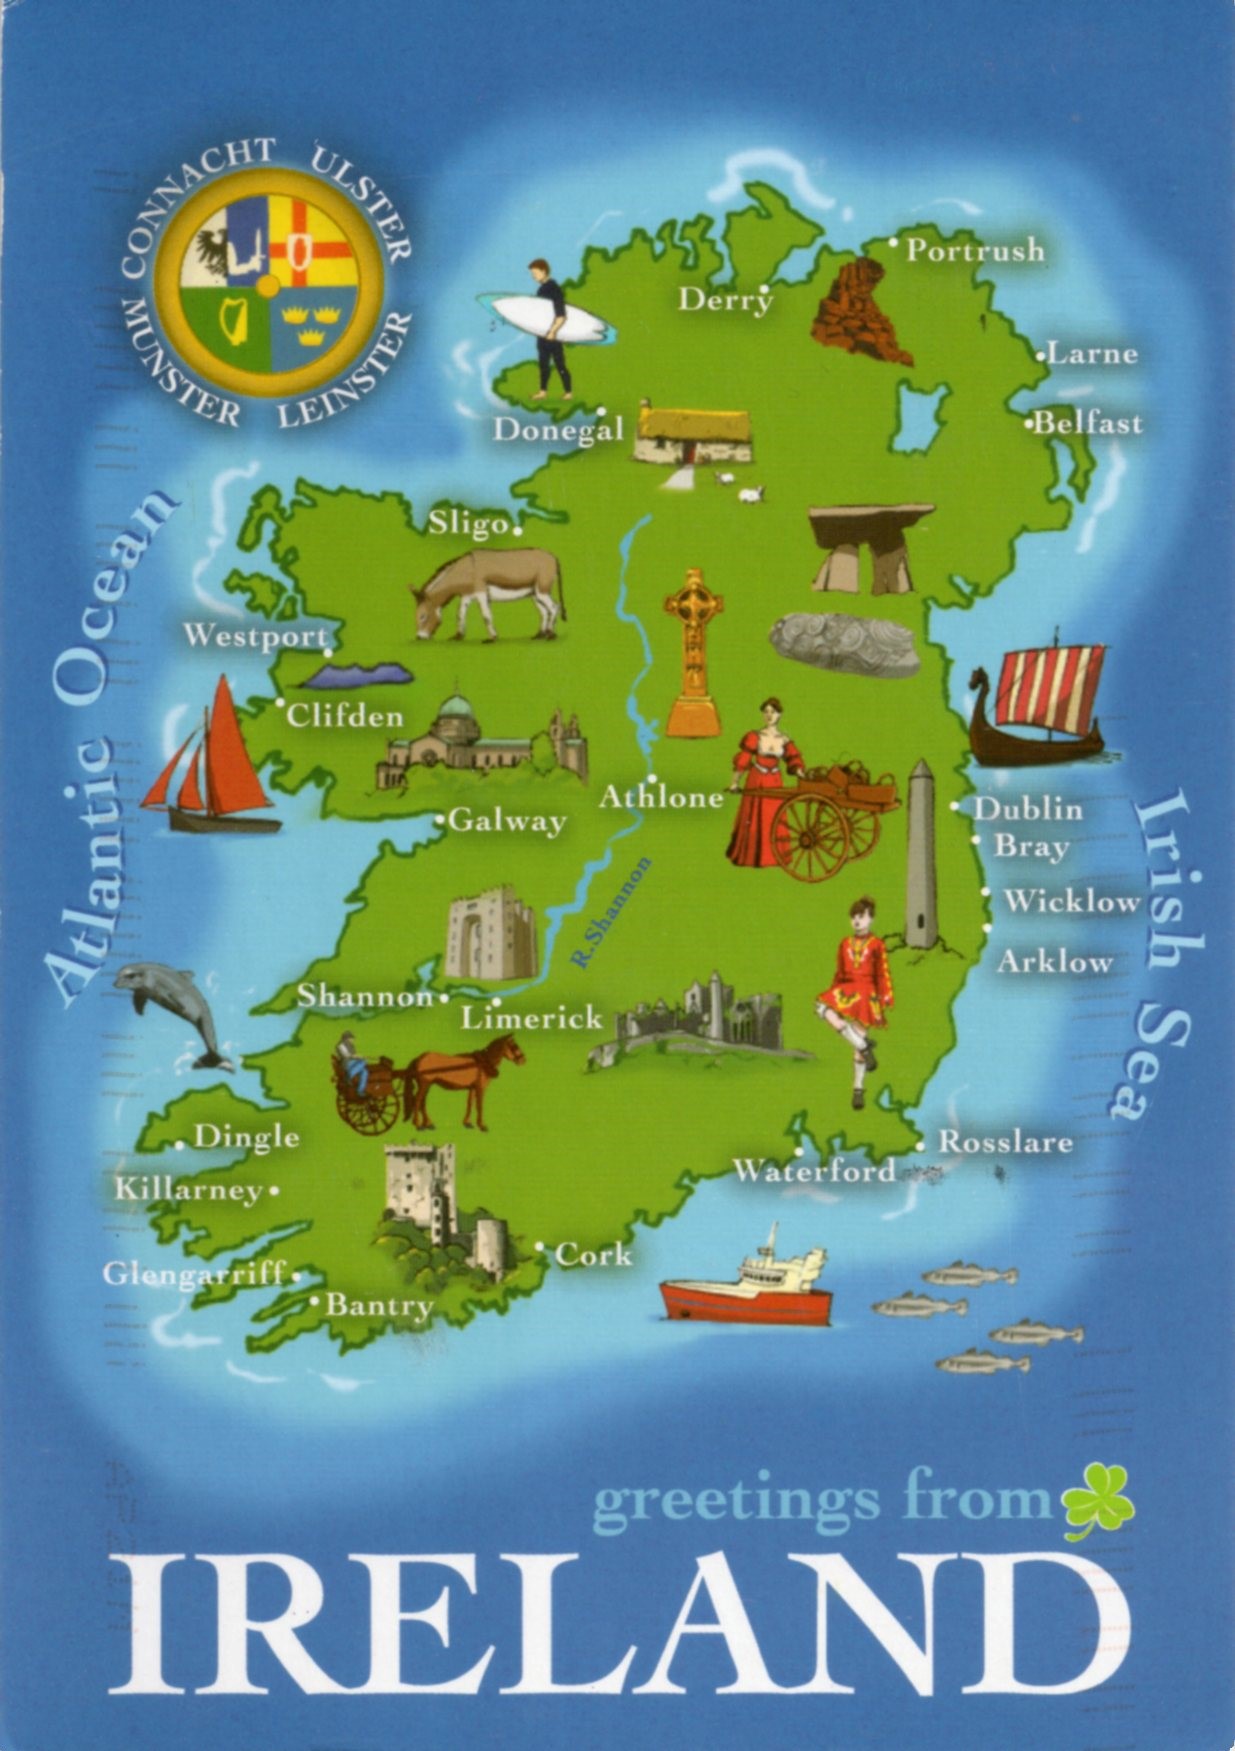 CONNACHT ULSTER
MUNSTER LEINSTER
Portrush
Derry
Larne
Belfast
Donegal
Sligo
Atlantic Ocean
Westport
Clifden
Athlone
Galway
Dublin
Bray
Irish Sea
Wicklow
R.Shannon
Arklow
Shannon
Limerick
Dingle
Rosslare
Waterford
Killarney
Cork
Glengarriff
Bantry
greetings from
IRELAND